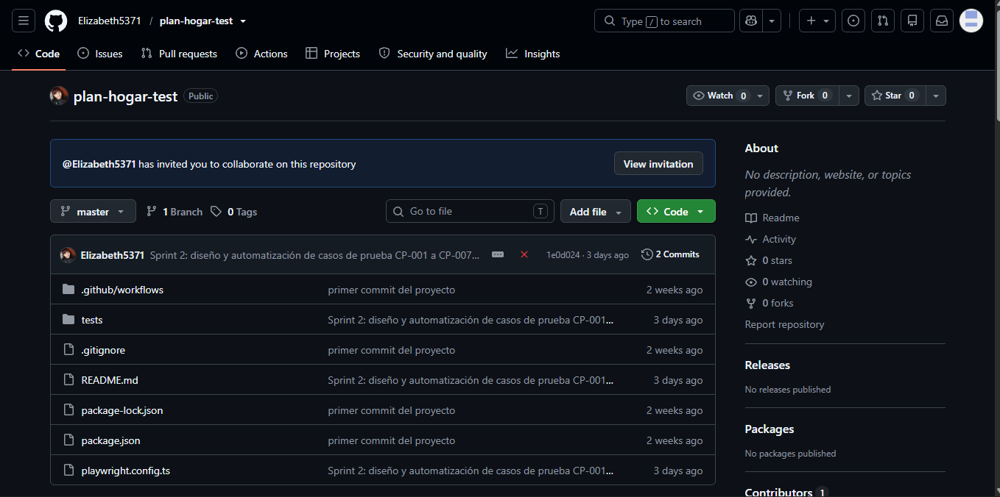 Elizabeth5371 / plan-hogar-test
Type / to search
Code Issues Pull requests Actions Projects Security and quality Insights
plan-hogar-test Public
Watch 0 Fork 0 Star 0
@Elizabeth5371 has invited you to collaborate on this repository View invitation
master 1 Branch 0 Tags Go to file T Add file Code
Elizabeth5371 Sprint 2: diseño y automatización de casos de prueba CP-001 a CP-007... 1e0d024 · 3 days ago 2 Commits
.github/workflows primer commit del proyecto 2 weeks ago
tests Sprint 2: diseño y automatización de casos de prueba CP-001... 3 days ago
.gitignore primer commit del proyecto 2 weeks ago
README.md Sprint 2: diseño y automatización de casos de prueba CP-001... 3 days ago
package-lock.json primer commit del proyecto 2 weeks ago
package.json primer commit del proyecto 2 weeks ago
playwright.config.ts Sprint 2: diseño y automatización de casos de prueba CP-001... 3 days ago
About
No description, website, or topics
provided.
Readme
Activity
0 stars
0 watching
0 forks
Report repository
Releases
No releases published
Packages
No packages published
Contributors 1